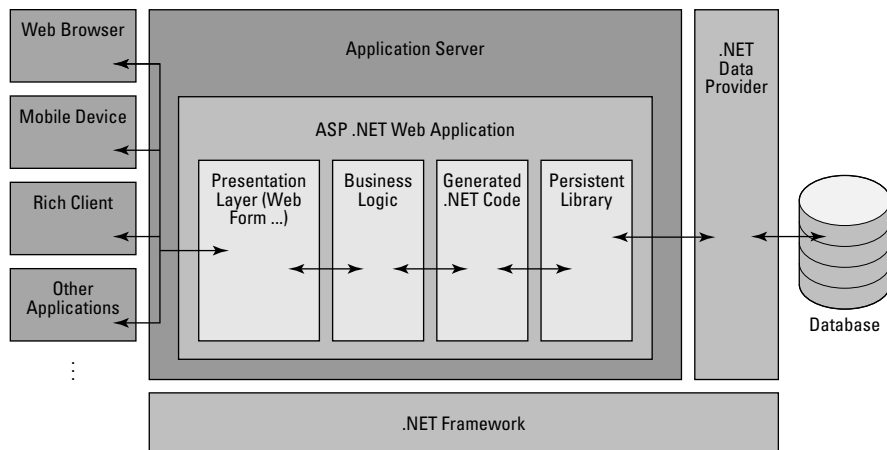 Web Browser
Mobile Device
Rich Client
Other
Applications
⋮
Application Server
ASP .NET Web Application
Presentation
Layer (Web
Form ...)
Business
Logic
Generated
.NET Code
Persistent
Library
.NET
Data
Provider
Database
.NET Framework